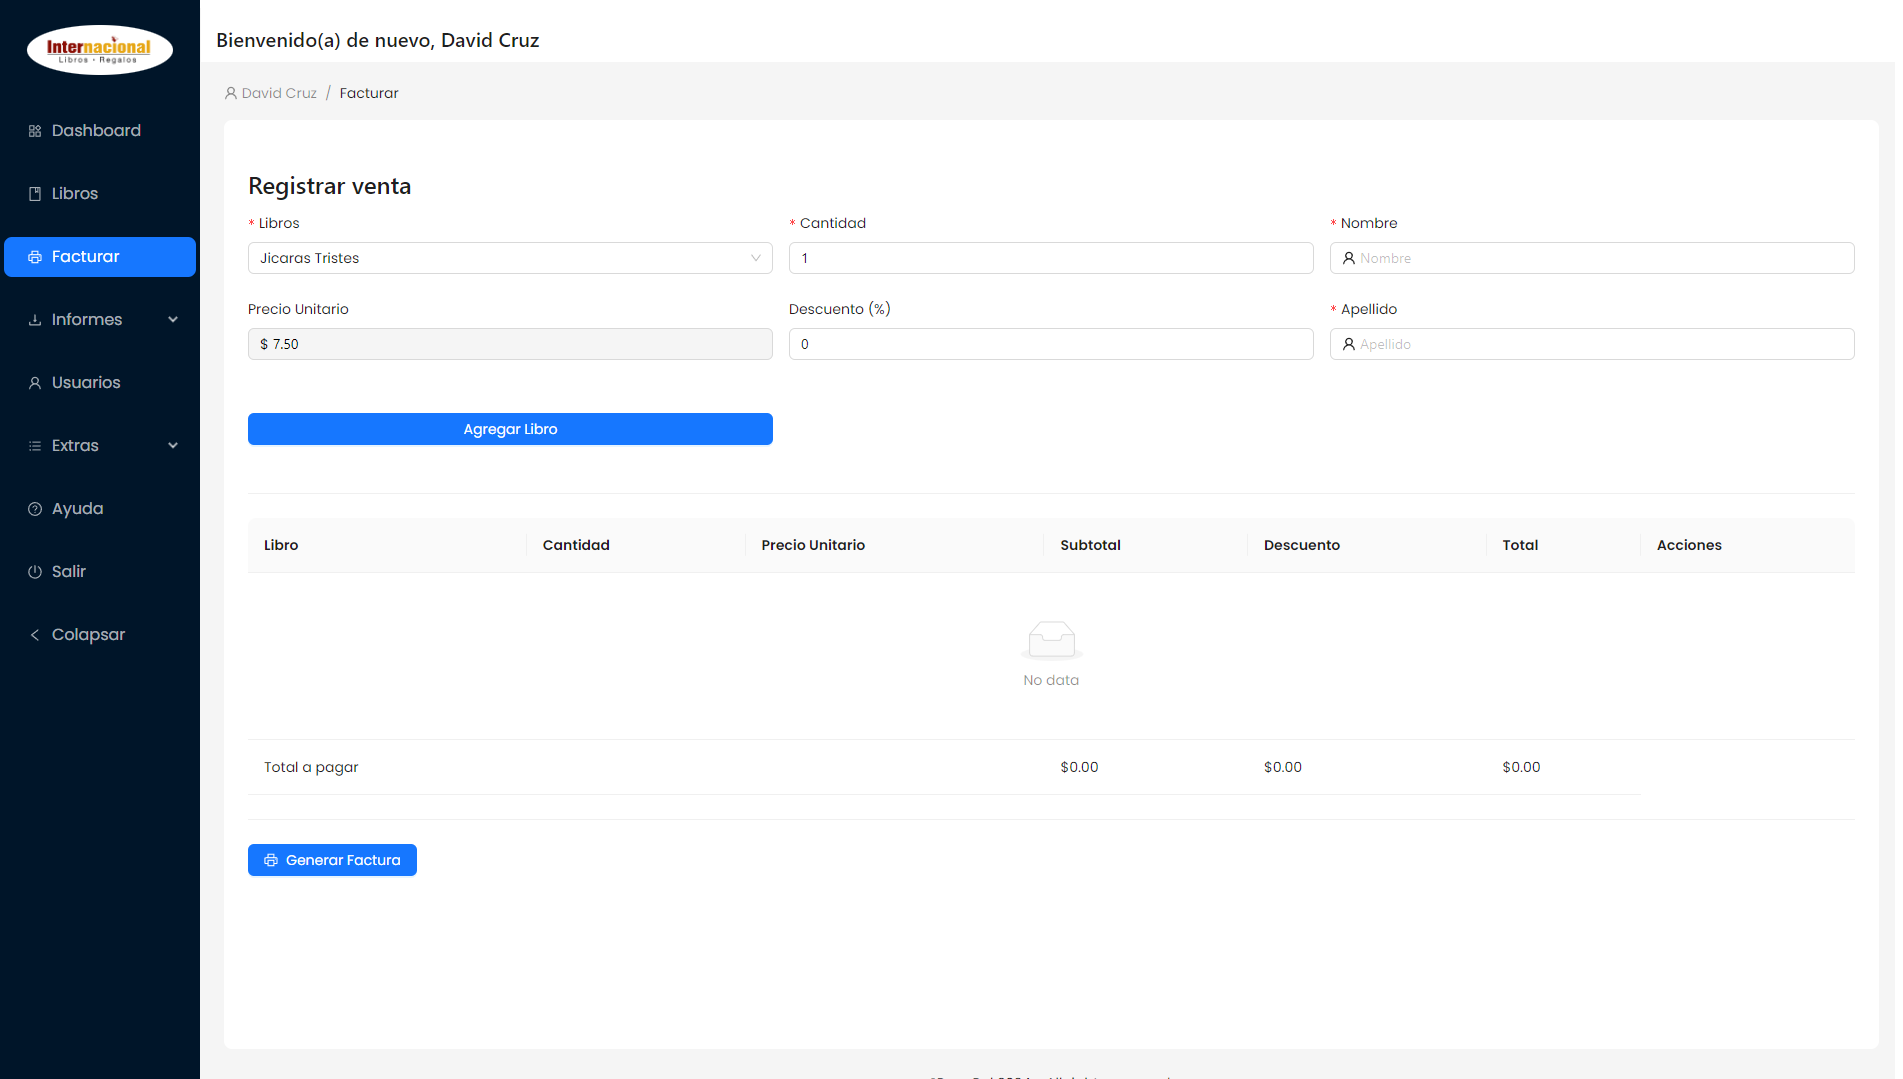 Internacional
Libros • Regalos
Bienvenido(a) de nuevo, David Cruz
David Cruz / Facturar
Dashboard
Libros
Facturar
Informes
Usuarios
Extras
Ayuda
Salir
Colapsar
Registrar venta
* Libros
Jicaras Tristes
* Cantidad
1
* Nombre
Nombre
Precio Unitario
$ 7.50
Descuento (%)
0
* Apellido
Apellido
Agregar Libro
Libro Cantidad Precio Unitario Subtotal Descuento Total Acciones
No data
Total a pagar $0.00 $0.00 $0.00
Generar Factura